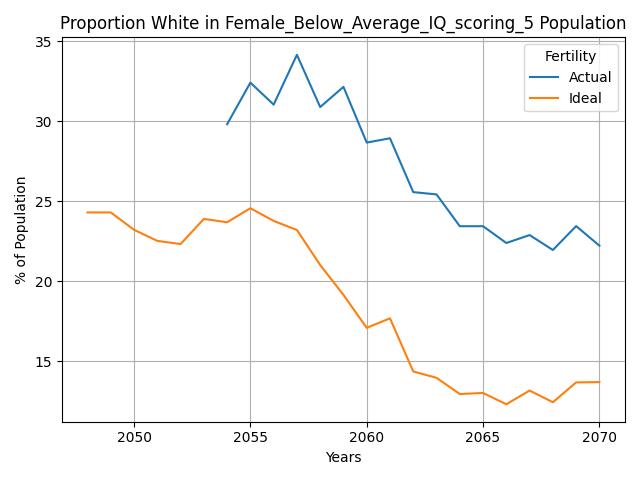 Proportion White in Female_Below_Average_IQ_scoring_5 Population
35
30
25
20
15
% of Population
Fertility
Actual
Ideal
2050 2055 2060 2065 2070
Years